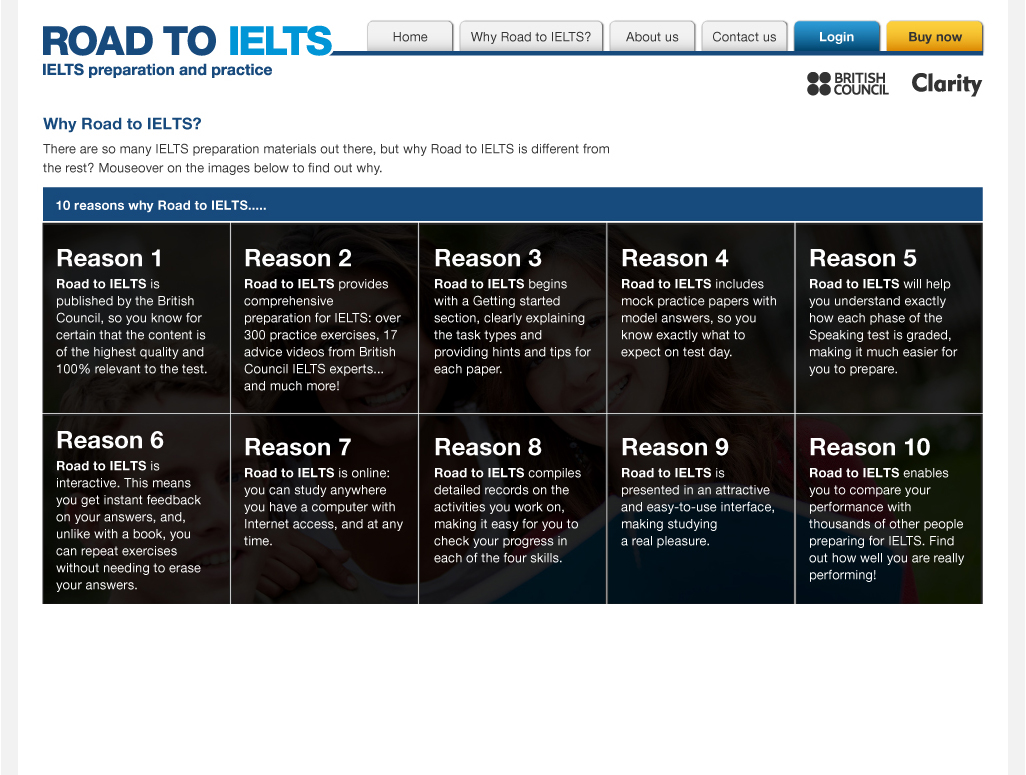 ROAD TO IELTS
IELTS preparation and practice
Home
Why Road to IELTS?
About us
Contact us
Login
Buy now
BRITISH
COUNCIL
Clarity
Why Road to IELTS?
There are so many IELTS preparation materials out there, but why Road to IELTS is different from
the rest? Mouseover on the images below to find out why.
10 reasons why Road to IELTS.....
Reason 1
Road to IELTS is
published by the British
Council, so you know for
certain that the content is
of the highest quality and
100% relevant to the test.
Reason 2
Road to IELTS provides
comprehensive
preparation for IELTS: over
300 practice exercises, 17
advice videos from British
Council IELTS experts...
and much more!
Reason 3
Road to IELTS begins
with a Getting started
section, clearly explaining
the task types and
providing hints and tips for
each paper.
Reason 4
Road to IELTS includes
mock practice papers with
model answers, so you
know exactly what to
expect on test day.
Reason 5
Road to IELTS will help
you understand exactly
how each phase of the
Speaking test is graded,
making it much easier for
you to prepare.
Reason 6
Road to IELTS is
interactive. This means
you get instant feedback
on your answers, and,
unlike with a book, you
can repeat exercises
without needing to erase
your answers.
Reason 7
Road to IELTS is online:
you can study anywhere
you have a computer with
Internet access, and at any
time.
Reason 8
Road to IELTS compiles
detailed records on the
activities you work on,
making it easy for you to
check your progress in
each of the four skills.
Reason 9
Road to IELTS is
presented in an attractive
and easy-to-use interface,
making studying
a real pleasure.
Reason 10
Road to IELTS enables
you to compare your
performance with
thousands of other people
preparing for IELTS. Find
out how well you are really
performing!